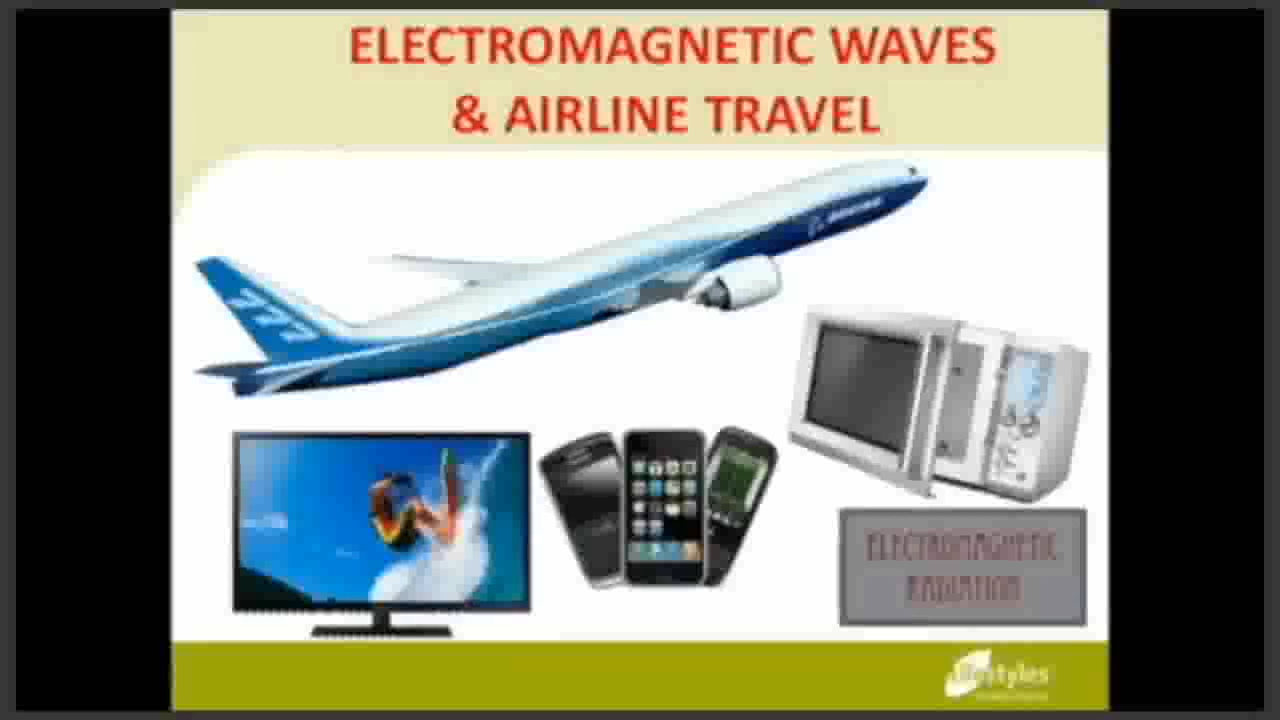 ELECTROMAGNETIC WAVES
& AIRLINE TRAVEL
777
ELECTROMAGNETIC
RADIATION